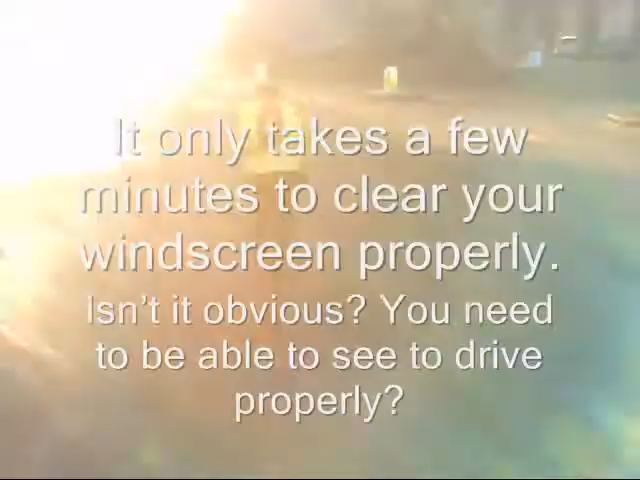 It only takes a few
minutes to clear your
windscreen properly.
Isn't it obvious? You need
to be able to see to drive
properly?